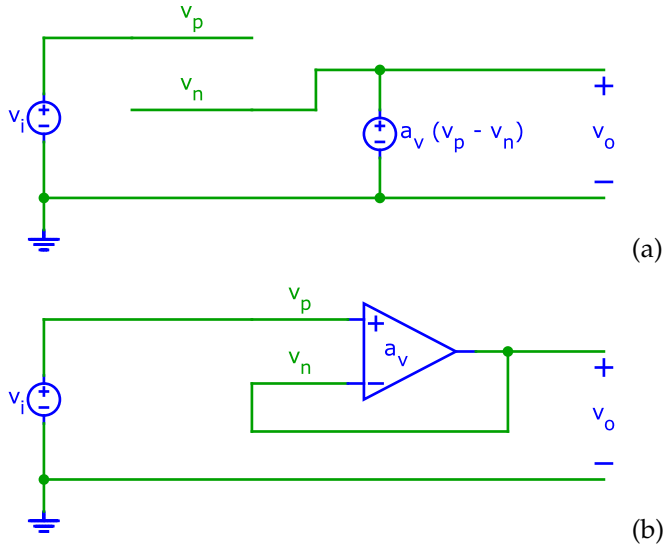 v_p
v_n
v_i
+
−
+
−
a_v (v_p - v_n)
+
v_o
−
(a)
v_p
+
a_v
v_n
−
v_i
+
−
+
v_o
−
(b)